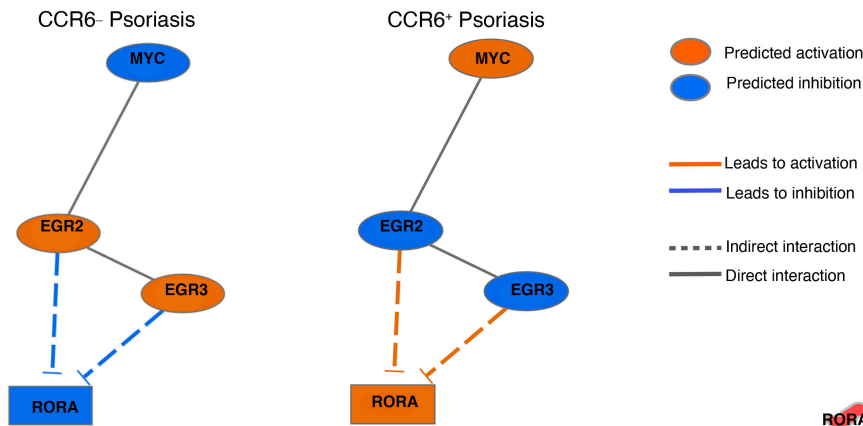 CCR6– Psoriasis
MYC
EGR2
EGR3
RORA
CCR6+ Psoriasis
MYC
EGR2
EGR3
RORA
Predicted activation
Predicted inhibition
Leads to activation
Leads to inhibition
Indirect interaction
Direct interaction
RORA